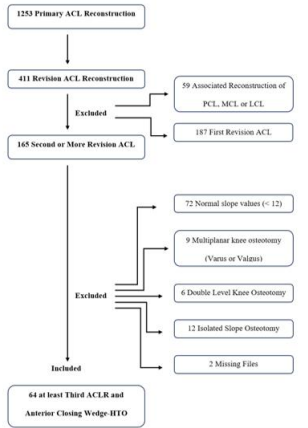 1253 Primary ACL Reconstruction
411 Revision ACL Reconstruction
59 Associated Reconstruction of
PCL, MCL or LCL
Excluded
187 First Revision ACL
165 Second or More Revision ACL
72 Normal slope values (< 12)
9 Multiplanar knee osteotomy
(Varus or Valgus)
Excluded
6 Double Level Knee Osteotomy
12 Isolated Slope Osteotomy
2 Missing Files
Included
64 at least Third ACLR and
Anterior Closing Wedge-HTO